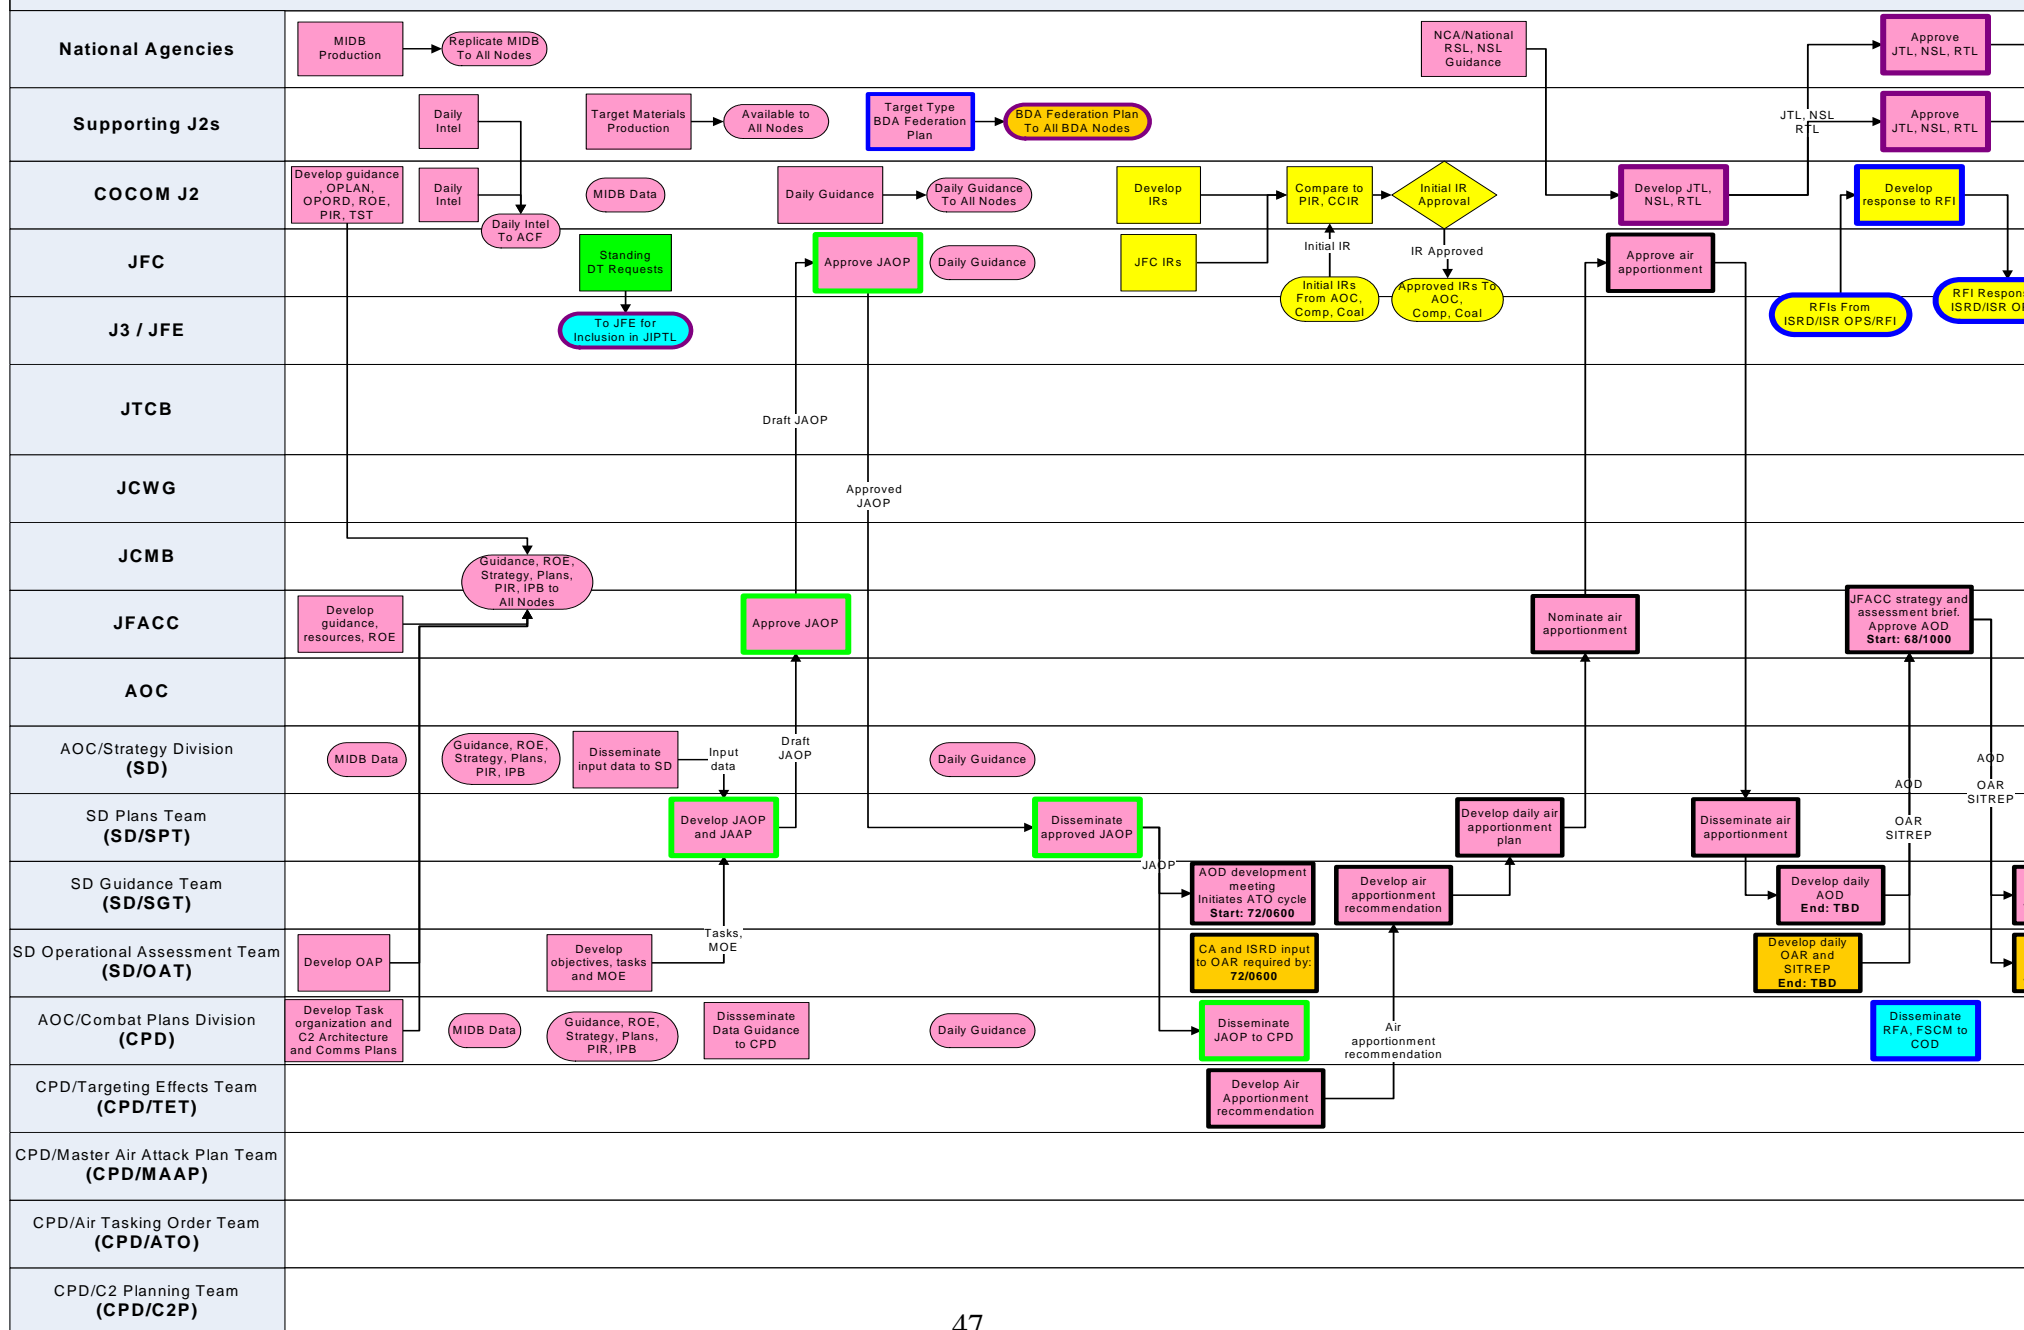 National Agencies
MIDB
Production
Replicate MIDB
To All Nodes
NCA/National
RSL, NSL
Guidance
Approve
JTL, NSL, RTL
Supporting J2s
Daily
Intel
Target Materials
Production
Available to
All Nodes
Target Type
BDA Federation
Plan
BDA Federation Plan
To All BDA Nodes
JTL, NSL
RTL
Approve
JTL, NSL, RTL
COCOM J2
Develop guidance
, OPLAN,
OPORD, ROE,
PIR, TST
Daily
Intel
Daily Intel
To ACF
MIDB Data
Daily Guidance
Daily Guidance
To All Nodes
Develop
IRs
Compare to
PIR, CCIR
Initial IR
Approval
Develop JTL,
NSL, RTL
Develop
response to RFI
JFC
Standing
DT Requests
Approve JAOP
Daily Guidance
JFC IRs
Initial IR
IR Approved
Initial IRs
From AOC,
Comp, Coal
Approved IRs To
AOC,
Comp, Coal
Approve air
apportionment
J3 / JFE
To JFE for
Inclusion in JIPTL
RFIs From
ISRD/ISR OPS/RFI
RFI Respon
ISRD/ISR O
JTCB
Draft JAOP
JCWG
Approved
JAOP
JCMB
Guidance, ROE,
Strategy, Plans,
PIR, IPB to
All Nodes
JFACC
Develop
guidance,
resources, ROE
Approve JAOP
Nominate air
apportionment
JFACC strategy and
assessment brief.
Approve AOD
Start: 68/1000
AOC
AOC/Strategy Division
(SD)
MIDB Data
Guidance, ROE,
Strategy, Plans,
PIR, IPB
Disseminate
input data to SD
Input
data
Draft
JAOP
Daily Guidance
AOD
OAR
SITREP
AOD
OAR
SITREP
SD Plans Team
(SD/SPT)
Develop JAOP
and JAAP
Disseminate
approved JAOP
Develop daily air
apportionment
plan
Disseminate air
apportionment
SD Guidance Team
(SD/SGT)
JAOP
AOD development
meeting
Initiates ATO cycle
Start: 72/0600
Develop air
apportionment
recommendation
Develop daily
AOD
End: TBD
SD Operational Assessment Team
(SD/OAT)
Develop OAP
Develop
objectives, tasks
and MOE
Tasks,
MOE
CA and ISRD input
to OAR required by:
72/0600
Develop daily
OAR and
SITREP
End: TBD
AOC/Combat Plans Division
(CPD)
Develop Task
organization and
C2 Architecture
and Comms Plans
MIDB Data
Guidance, ROE,
Strategy, Plans,
PIR, IPB
Dissseminate
Data Guidance
to CPD
Daily Guidance
Disseminate
JAOP to CPD
Air
apportionment
recommendation
Disseminate
RFA, FSCM to
COD
CPD/Targeting Effects Team
(CPD/TET)
Develop Air
Apportionment
recommendation
CPD/Master Air Attack Plan Team
(CPD/MAAP)
CPD/Air Tasking Order Team
(CPD/ATO)
CPD/C2 Planning Team
(CPD/C2P)
47